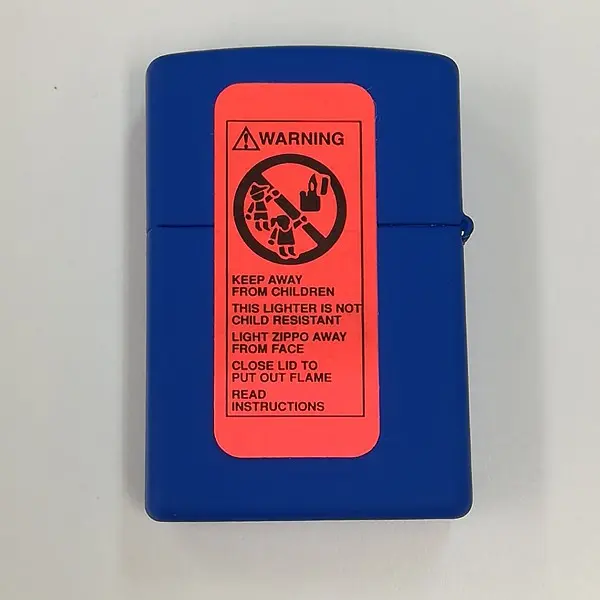 WARNING
KEEP AWAY
FROM CHILDREN
THIS LIGHTER IS NOT
CHILD RESISTANT
LIGHT ZIPPO AWAY
FROM FACE
CLOSE LID TO
PUT OUT FLAME
READ
INSTRUCTIONS